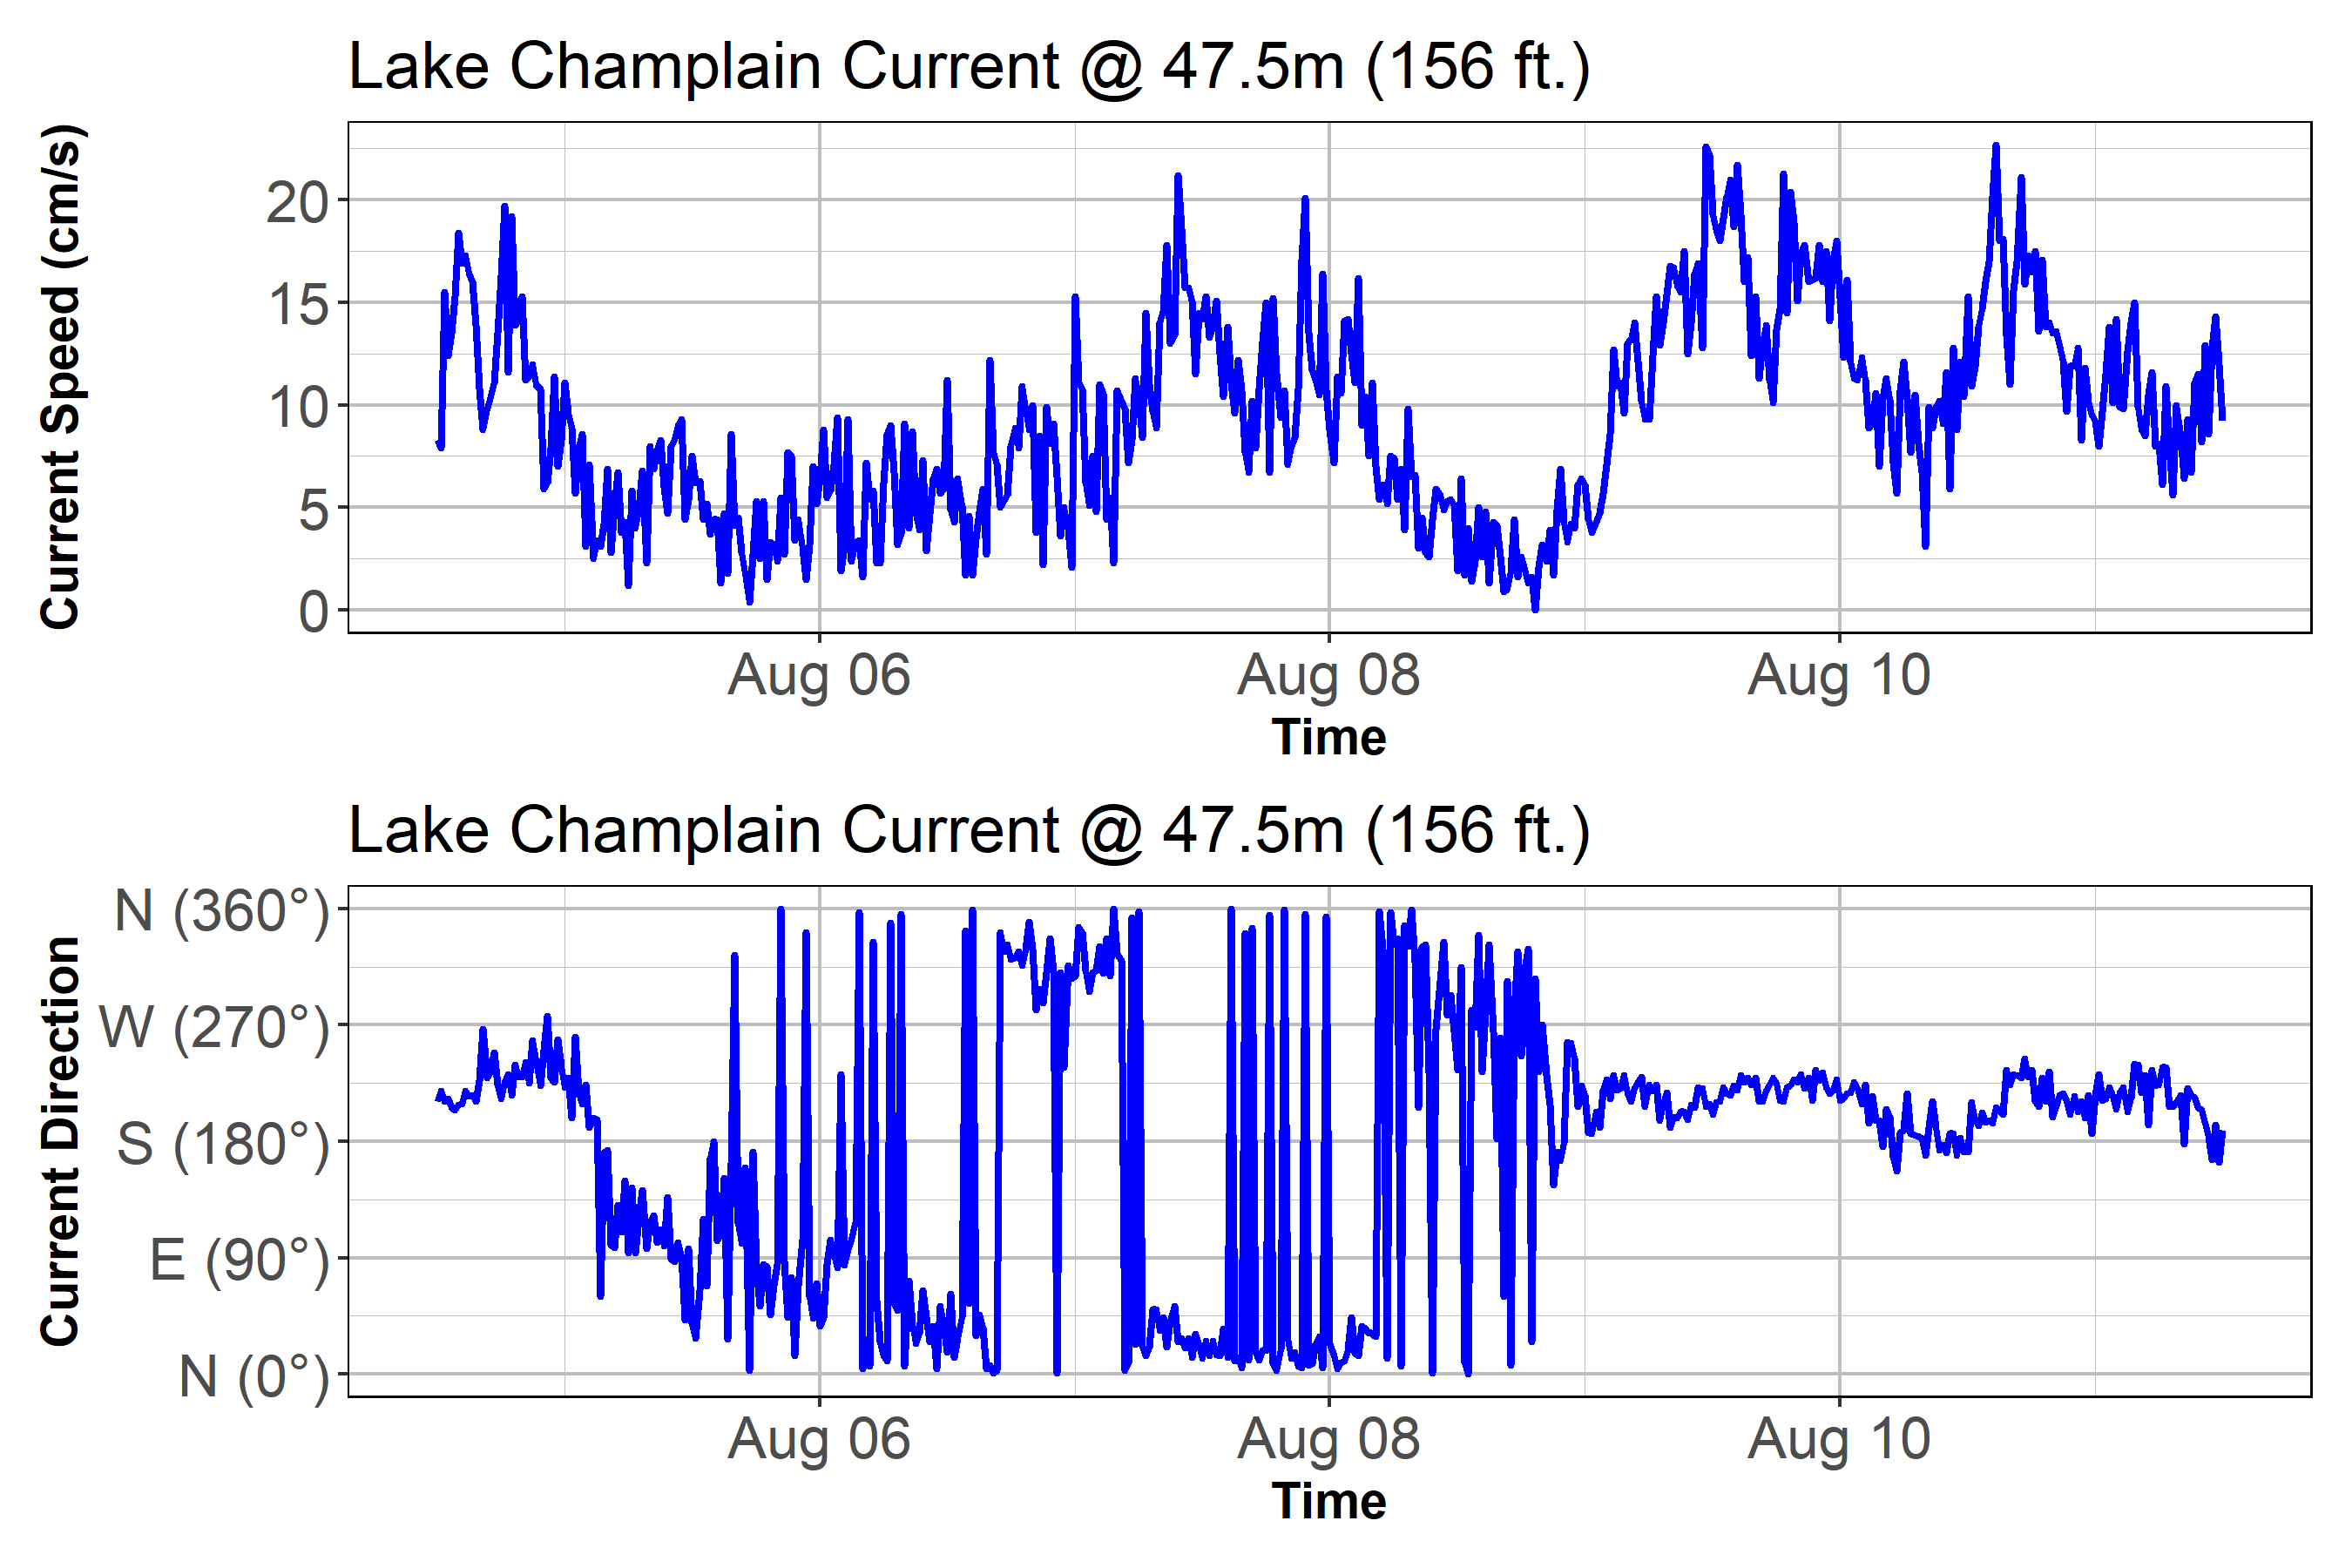 Lake Champlain Current @ 47.5m (156 ft.)
Current Speed (cm/s)
20
15
10
5
0
Aug 06 Aug 08 Aug 10
Time
Lake Champlain Current @ 47.5m (156 ft.)
Current Direction
N (360°)
W (270°)
S (180°)
E (90°)
N (0°)
Aug 06 Aug 08 Aug 10
Time